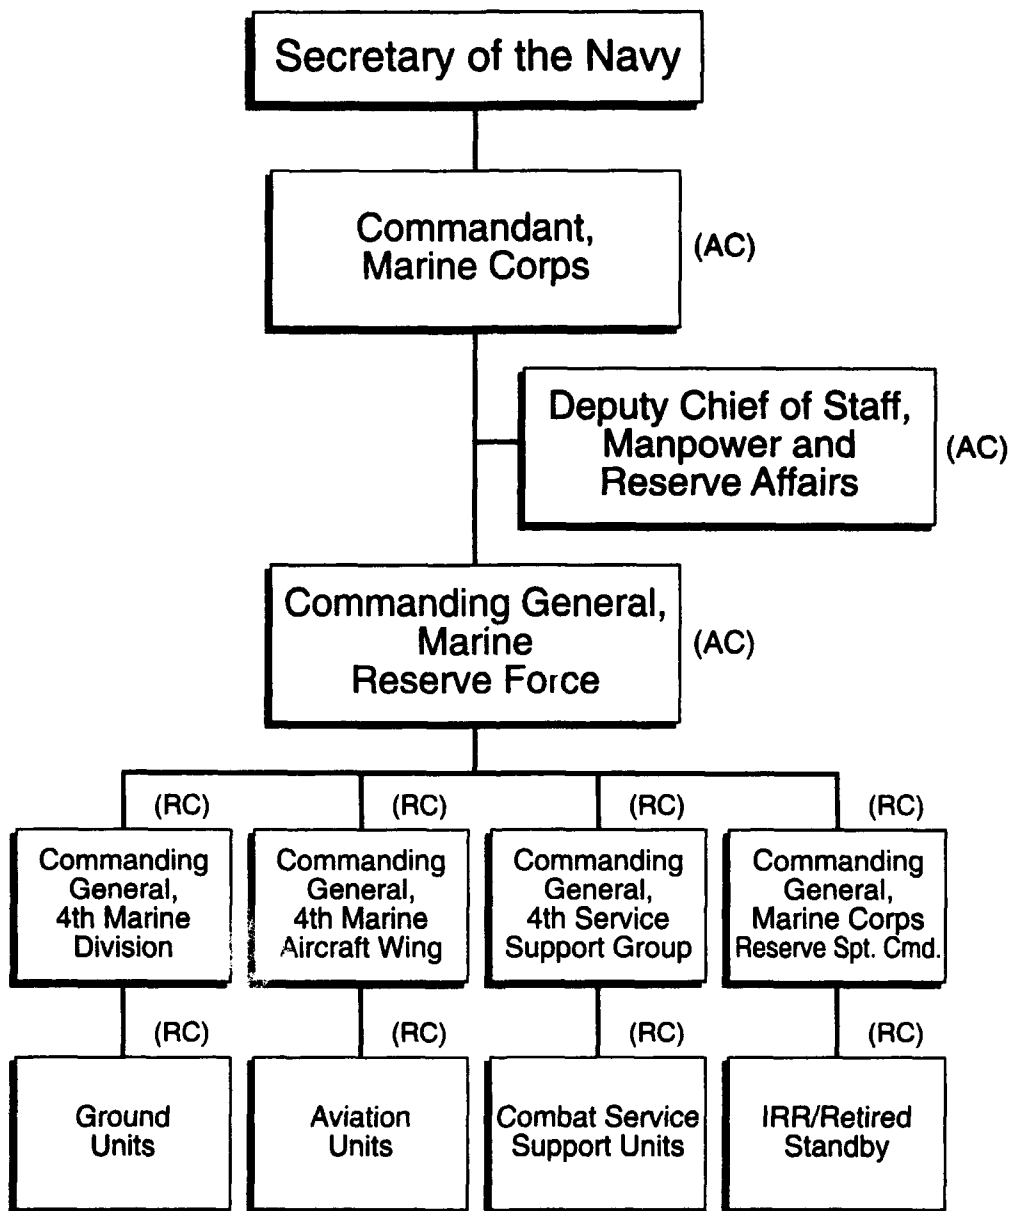 Secretary of the Navy
Commandant,
Marine Corps
(AC)
Deputy Chief of Staff,
Manpower and
Reserve Affairs
(AC)
Commanding General,
Marine
Reserve Force
(AC)
(RC)
Commanding
General,
4th Marine
Division
(RC)
Commanding
General,
4th Marine
Aircraft Wing
(RC)
Commanding
General,
4th Service
Support Group
(RC)
Commanding
General,
Marine Corps
Reserve Spt. Cmd.
(RC)
Ground
Units
(RC)
Aviation
Units
(RC)
Combat Service
Support Units
(RC)
IRR/Retired
Standby